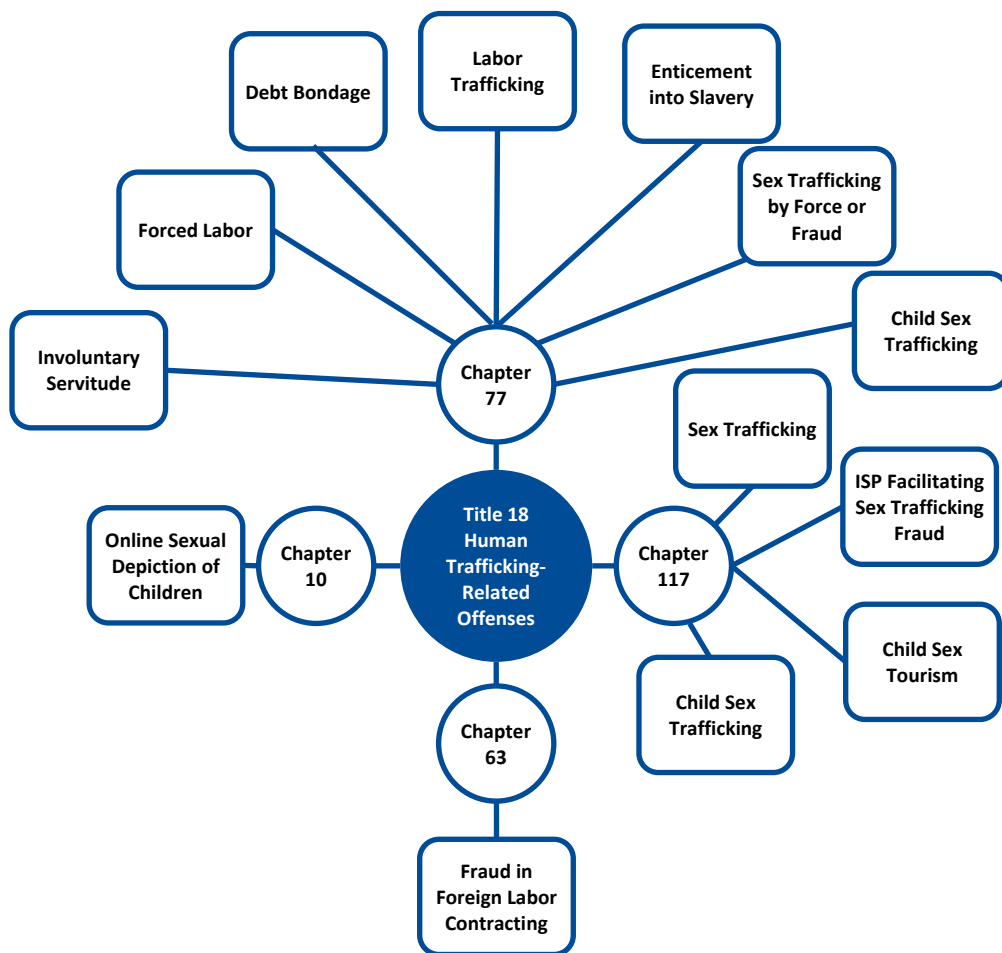 Labor
Trafficking
Enticement
into Slavery
Debt Bondage
Sex Trafficking
by Force or
Fraud
Forced Labor
Child Sex
Trafficking
Involuntary
Servitude
Chapter
77
Sex Trafficking
ISP Facilitating
Sex Trafficking
Fraud
Title 18
Human
Trafficking-
Related
Offenses
Online Sexual
Depiction of
Children
Chapter
10
Chapter
117
Child Sex
Tourism
Child Sex
Trafficking
Chapter
63
Fraud in
Foreign Labor
Contracting